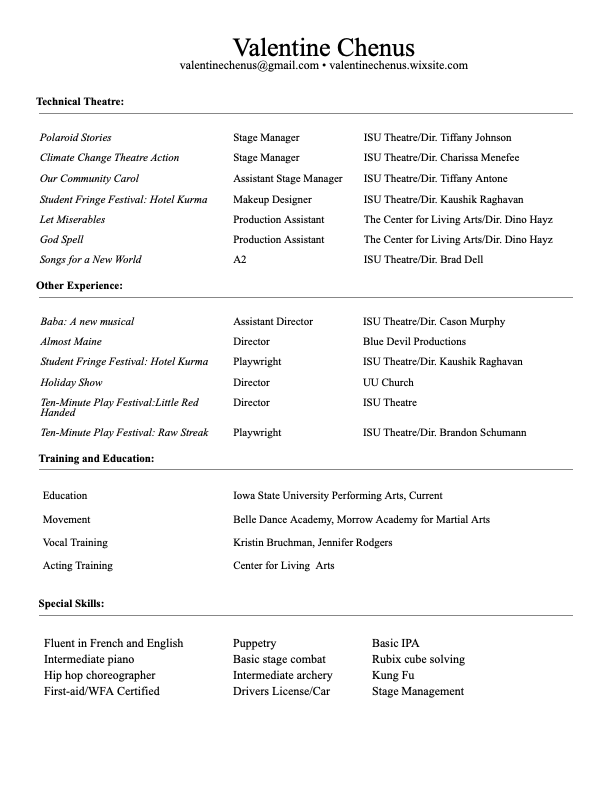 Valentine Chenus
valentinechenus@gmail.com • valentinechenus.wixsite.com
Technical Theatre:
Polaroid Stories Stage Manager ISU Theatre/Dir. Tiffany Johnson
Climate Change Theatre Action Stage Manager ISU Theatre/Dir. Charissa Menefee
Our Community Carol Assistant Stage Manager ISU Theatre/Dir. Tiffany Antone
Student Fringe Festival: Hotel Kurma Makeup Designer ISU Theatre/Dir. Kaushik Raghavan
Let Miserables Production Assistant The Center for Living Arts/Dir. Dino Hayz
God Spell Production Assistant The Center for Living Arts/Dir. Dino Hayz
Songs for a New World A2 ISU Theatre/Dir. Brad Dell
Other Experience:
Baba: A new musical Assistant Director ISU Theatre/Dir. Cason Murphy
Almost Maine Director Blue Devil Productions
Student Fringe Festival: Hotel Kurma Playwright ISU Theatre/Dir. Kaushik Raghavan
Holiday Show Director UU Church
Ten-Minute Play Festival:Little Red Director ISU Theatre
Handed
Ten-Minute Play Festival: Raw Streak Playwright ISU Theatre/Dir. Brandon Schumann
Training and Education:
Education Iowa State University Performing Arts, Current
Movement Belle Dance Academy, Morrow Academy for Martial Arts
Vocal Training Kristin Bruchman, Jennifer Rodgers
Acting Training Center for Living Arts
Special Skills:
Fluent in French and English Puppetry Basic IPA
Intermediate piano Basic stage combat Rubix cube solving
Hip hop choreographer Intermediate archery Kung Fu
First-aid/WFA Certified Drivers License/Car Stage Management